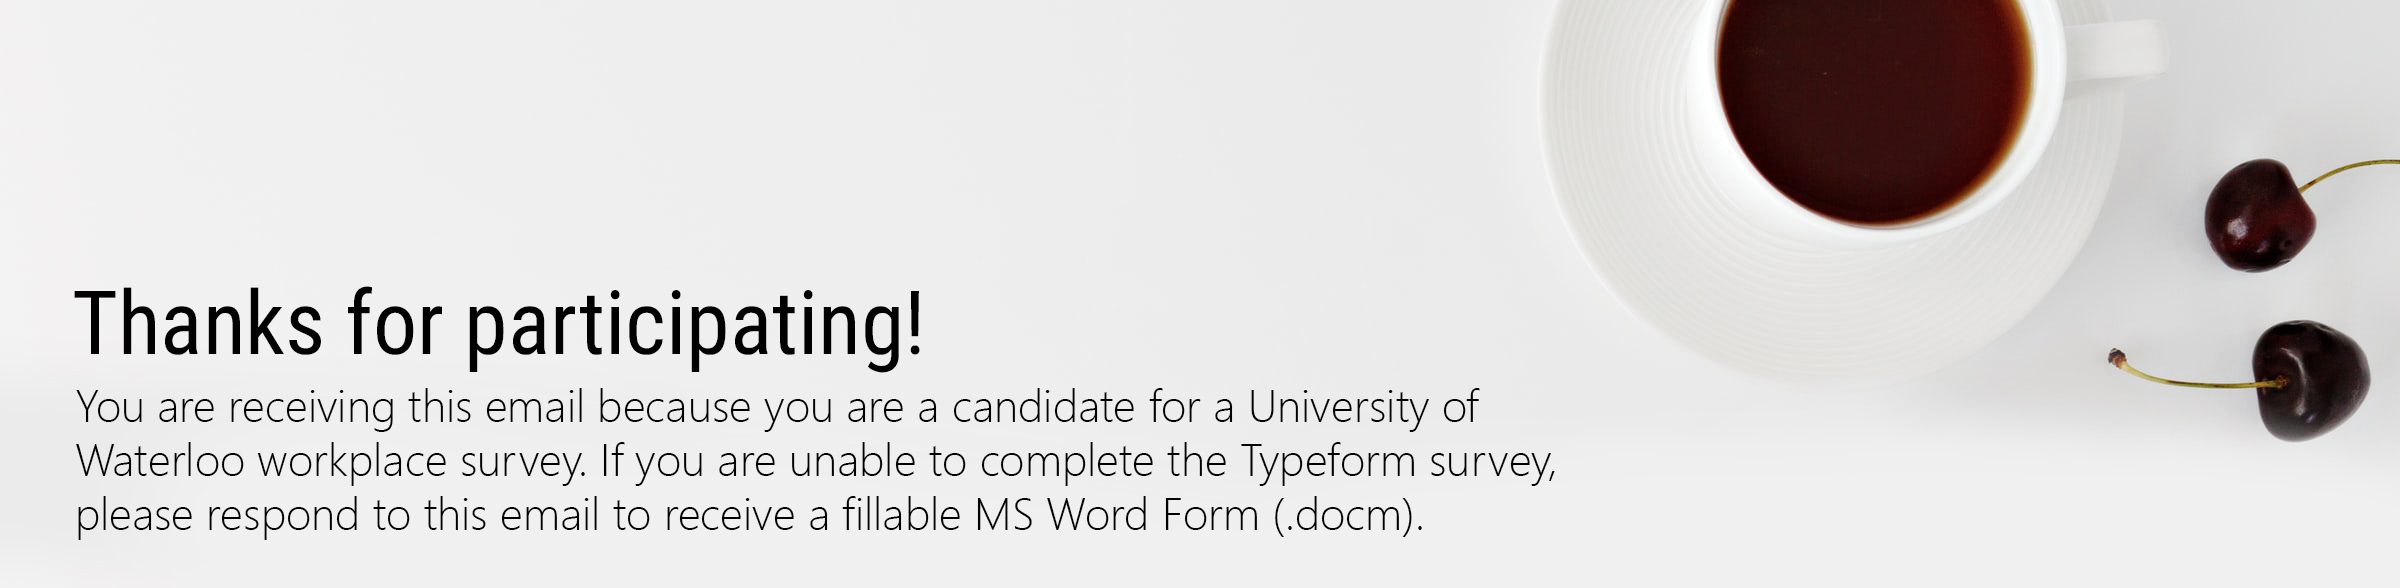 Thanks for participating!
You are receiving this email because you are a candidate for a University of
Waterloo workplace survey. If you are unable to complete the Typeform survey,
please respond to this email to receive a fillable MS Word Form (.docm).